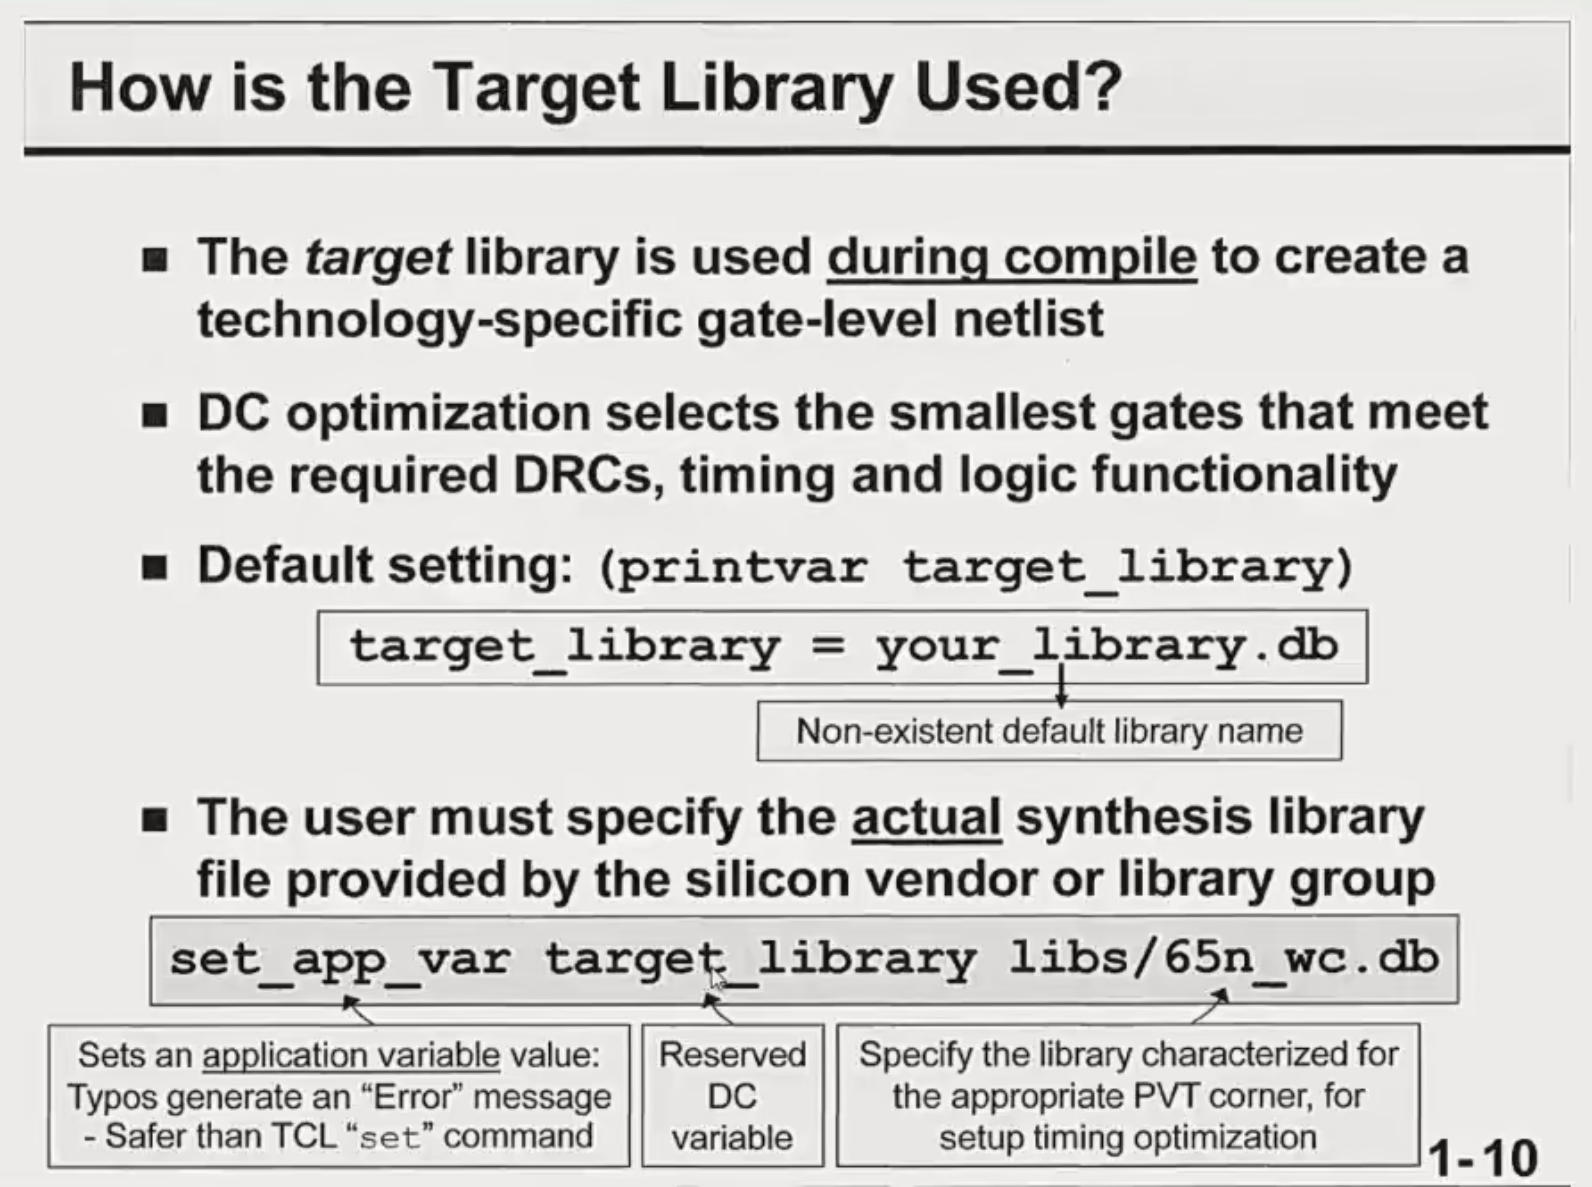 How is the Target Library Used?
The target library is used during compile to create a
technology-specific gate-level netlist
DC optimization selects the smallest gates that meet
the required DRCs, timing and logic functionality
Default setting: (printvar target_library)
target_library = your_library.db
Non-existent default library name
The user must specify the actual synthesis library
file provided by the silicon vendor or library group
set_app_var target_library libs/65n_wc.db
Sets an application variable value:
Typos generate an “Error” message
- Safer than TCL “set” command
Reserved
DC
variable
Specify the library characterized for
the appropriate PVT corner, for
setup timing optimization
1-10